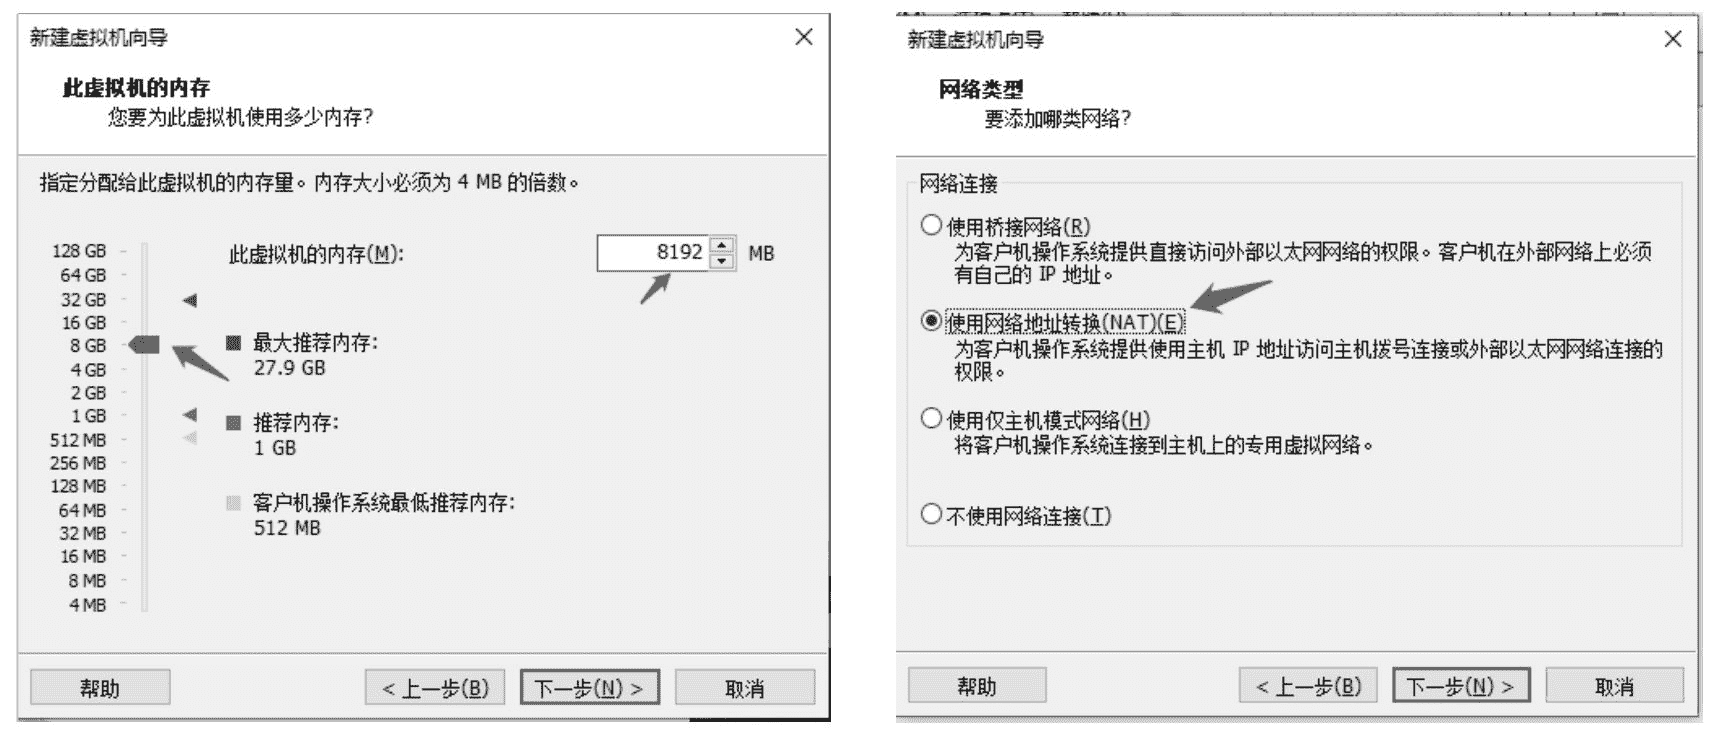 新建虚拟机向导
此虚拟机的内存
您要为此虚拟机使用多少内存?
指定分配给此虚拟机的内存量。内存大小必须为 4 MB 的倍数。
128 GB
64 GB
32 GB
16 GB
8 GB
4 GB
2 GB
1 GB
512 MB
256 MB
128 MB
64 MB
32 MB
16 MB
8 MB
4 MB
此虚拟机的内存(M):
8192
MB
最大推荐内存:
27.9 GB
推荐内存:
1 GB
客户机操作系统最低推荐内存:
512 MB
帮助
< 上一步(B)
下一步(N) >
取消
新建虚拟机向导
网络类型
要添加哪类网络?
网络连接
使用桥接网络(R)
为客户机操作系统提供直接访问外部以太网网络的权限。客户机在外部网络上必须
有自己的 IP 地址。
使用网络地址转换(NAT)(E)
为客户机操作系统提供使用主机 IP 地址访问主机拨号连接或外部以太网网络连接的
权限。
使用仅主机模式网络(H)
将客户机操作系统连接到主机上的专用虚拟网络。
不使用网络连接(T)
帮助
< 上一步(B)
下一步(N) >
取消